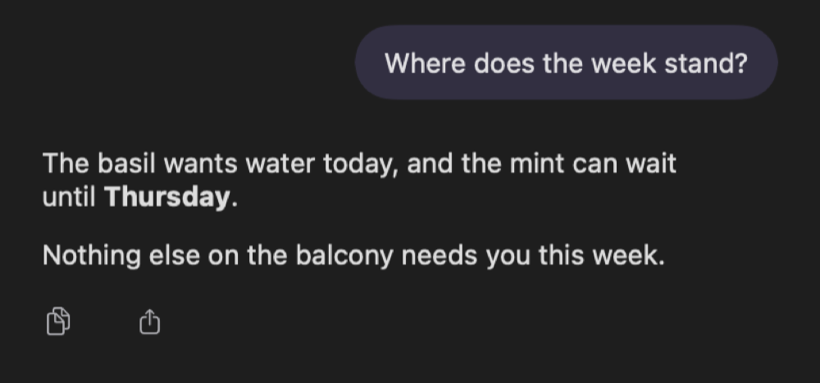 Where does the week stand?
The basil wants water today, and the mint can wait
until Thursday.
Nothing else on the balcony needs you this week.